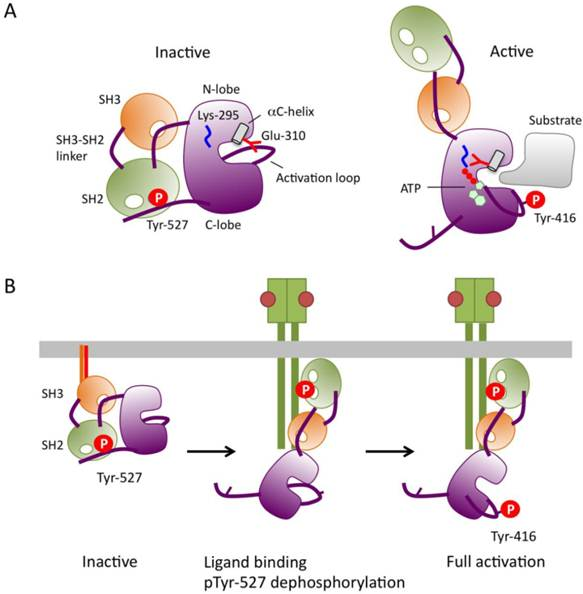 A
Inactive
Active
N-lobe
SH3
Lys-295
αC-helix
Glu-310
SH3-SH2
linker
Activation loop
SH2
P
Tyr-527
C-lobe
Substrate
ATP
P
Tyr-416
B
SH3
SH2
P
Tyr-527
P
P
P
Tyr-416
Inactive
Ligand binding
pTyr-527 dephosphorylation
Full activation